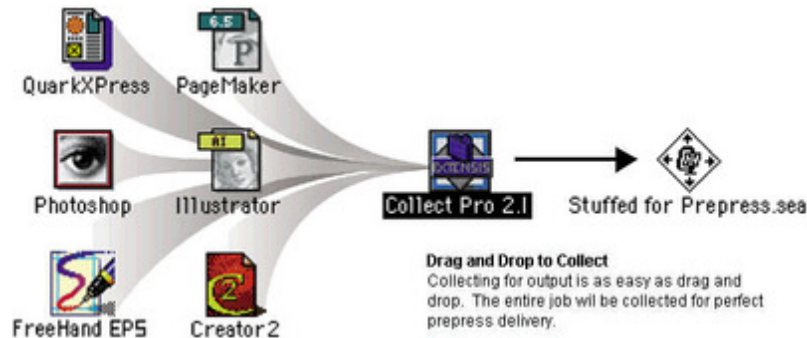 6.5
P
QuarkXPress PageMaker
AI
EXTENSIS
Photoshop Illustrator Collect Pro 2.1 Stuffed for Prepress.sea
2
FreeHand EPS Creator2
Drag and Drop to Collect
Collecting for output is as easy as drag and
drop. The entire job will be collected for perfect
prepress delivery.